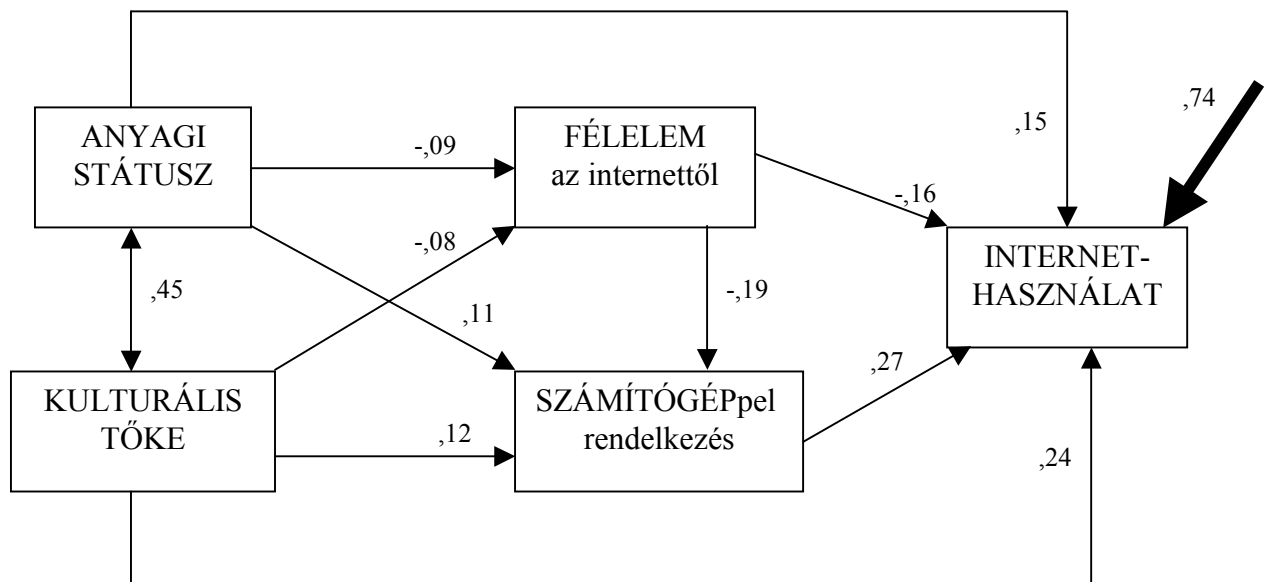 ,74
,15
ANYAGI
STÁTUSZ
-,09
FÉLELEM
az internettől
-,16
-,08
INTERNET-
HASZNÁLAT
,45
,11
-,19
KULTURÁLIS
TŐKE
,12
SZÁMÍTÓGÉPpel
rendelkezés
,27
,24